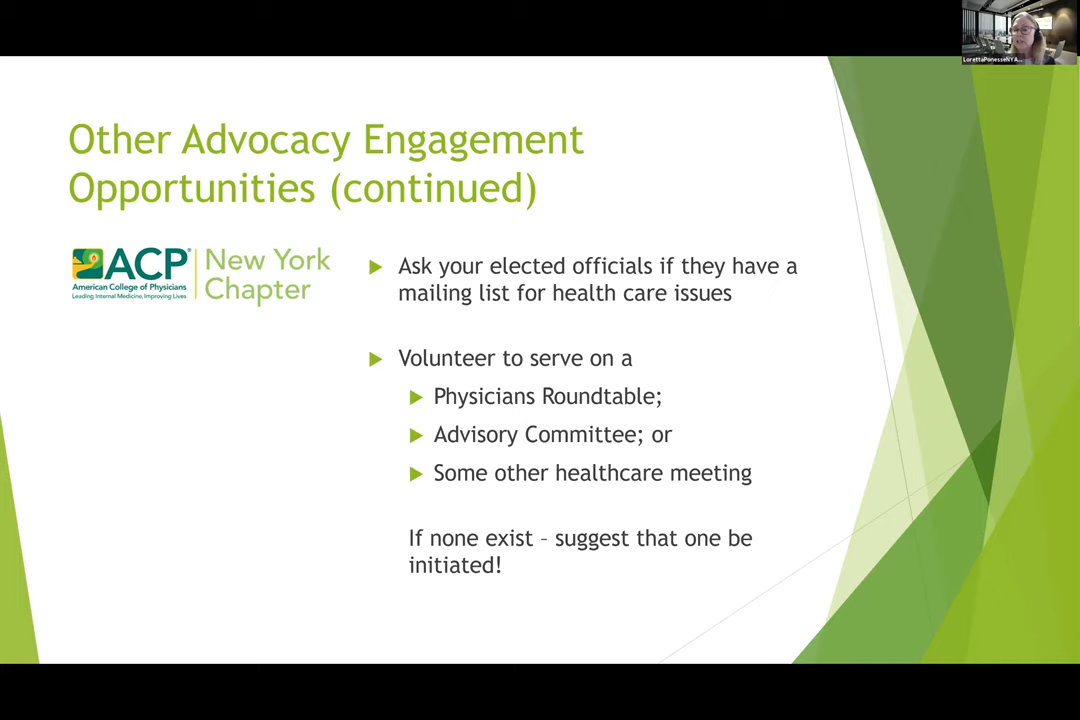 LorettaPonesseNYA...
Other Advocacy Engagement
Opportunities (continued)
ACP®
American College of Physicians
Leading Internal Medicine, Improving Lives
New York
Chapter
Ask your elected officials if they have a
mailing list for health care issues
Volunteer to serve on a
Physicians Roundtable;
Advisory Committee; or
Some other healthcare meeting
If none exist – suggest that one be
initiated!